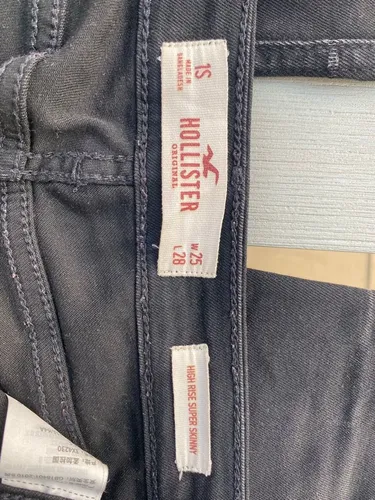 1S
MADE IN
BANGLADESH
HOLLISTER
ORIGINAL
W 25
L 28
HIGH RISE SUPER SKINNY